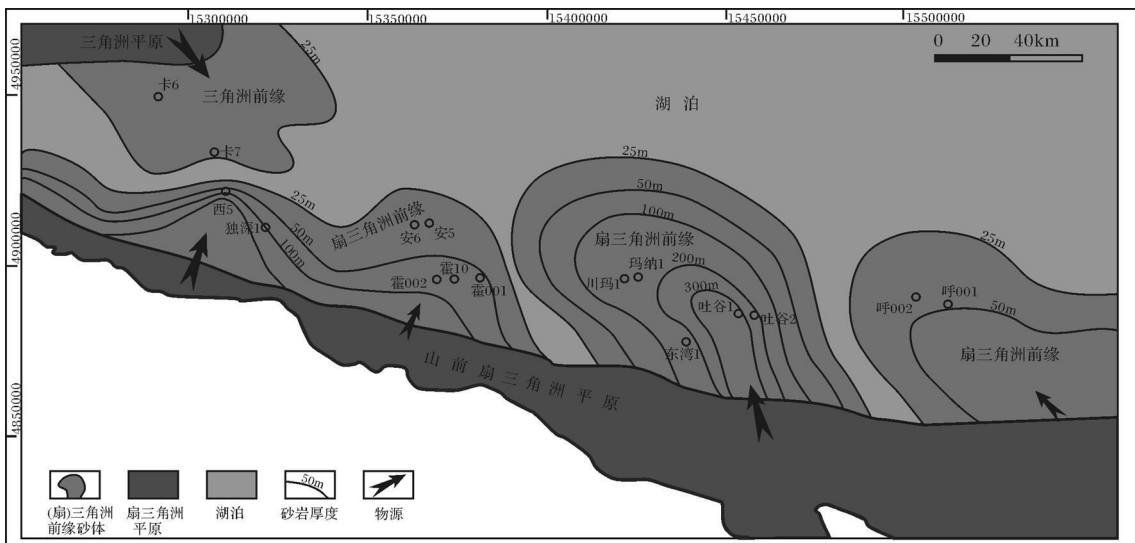 15300000
15350000
15400000
15450000
15500000
4950000
4900000
4850000
0 20 40km
三角洲平原
25m
卡6
三角洲前缘
湖泊
卡7
25m
西5
独深1
50m
100m
扇三角洲前缘
安6
安5
霍002
霍10
霍001
25m
50m
100m
扇三角洲前缘
玛纳1
川玛1
200m
300m
吐谷1
吐谷2
东湾1
25m
呼002
呼001
50m
扇三角洲前缘
山前扇三角洲平原
50m
(扇)三角洲
前缘砂体
扇三角洲
平原
湖泊
砂岩厚度
物源